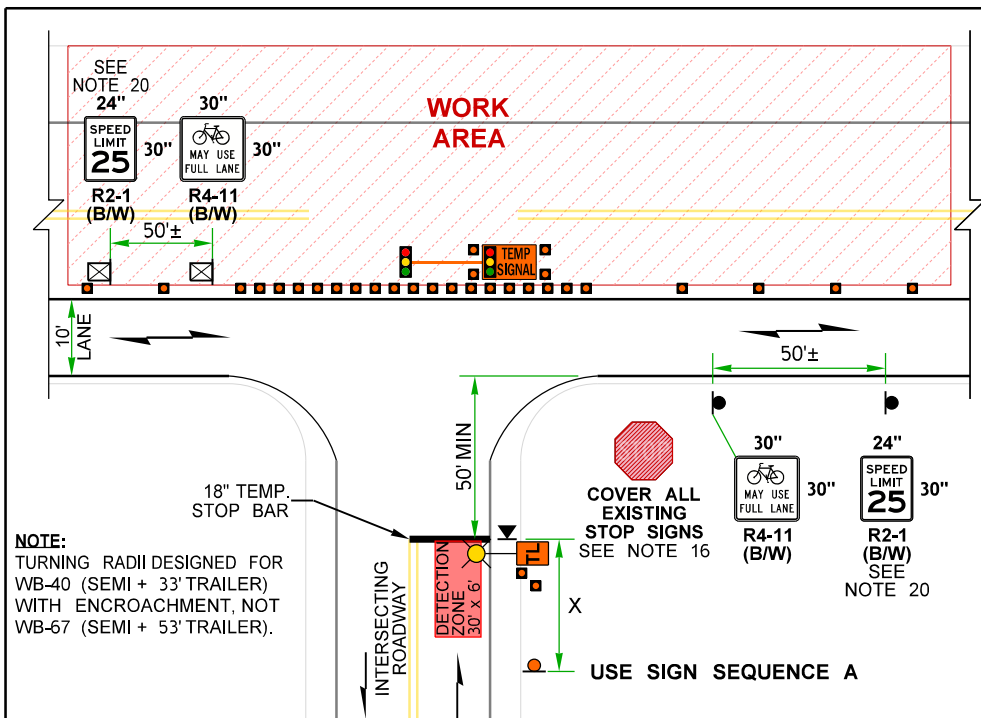 SEE
NOTE 20
24"
SPEED
LIMIT
25
30"
R2-1
(B/W)
30"
MAY USE
FULL LANE
30"
R4-11
(B/W)
WORK
AREA
50'±
TEMP
SIGNAL
10'
LANE
50'±
50' MIN
STOP
COVER ALL
EXISTING
STOP SIGNS
SEE NOTE 16
30"
MAY USE
FULL LANE
30"
R4-11
(B/W)
24"
SPEED
LIMIT
25
30"
R2-1
(B/W)
SEE
NOTE 20
18" TEMP.
STOP BAR
NOTE:
TURNING RADII DESIGNED FOR
WB-40 (SEMI + 33' TRAILER)
WITH ENCROACHMENT, NOT
WB-67 (SEMI + 53' TRAILER).
INTERSECTING
ROADWAY
DETECTION
ZONE
30' x 6'
TL
X
USE SIGN SEQUENCE A